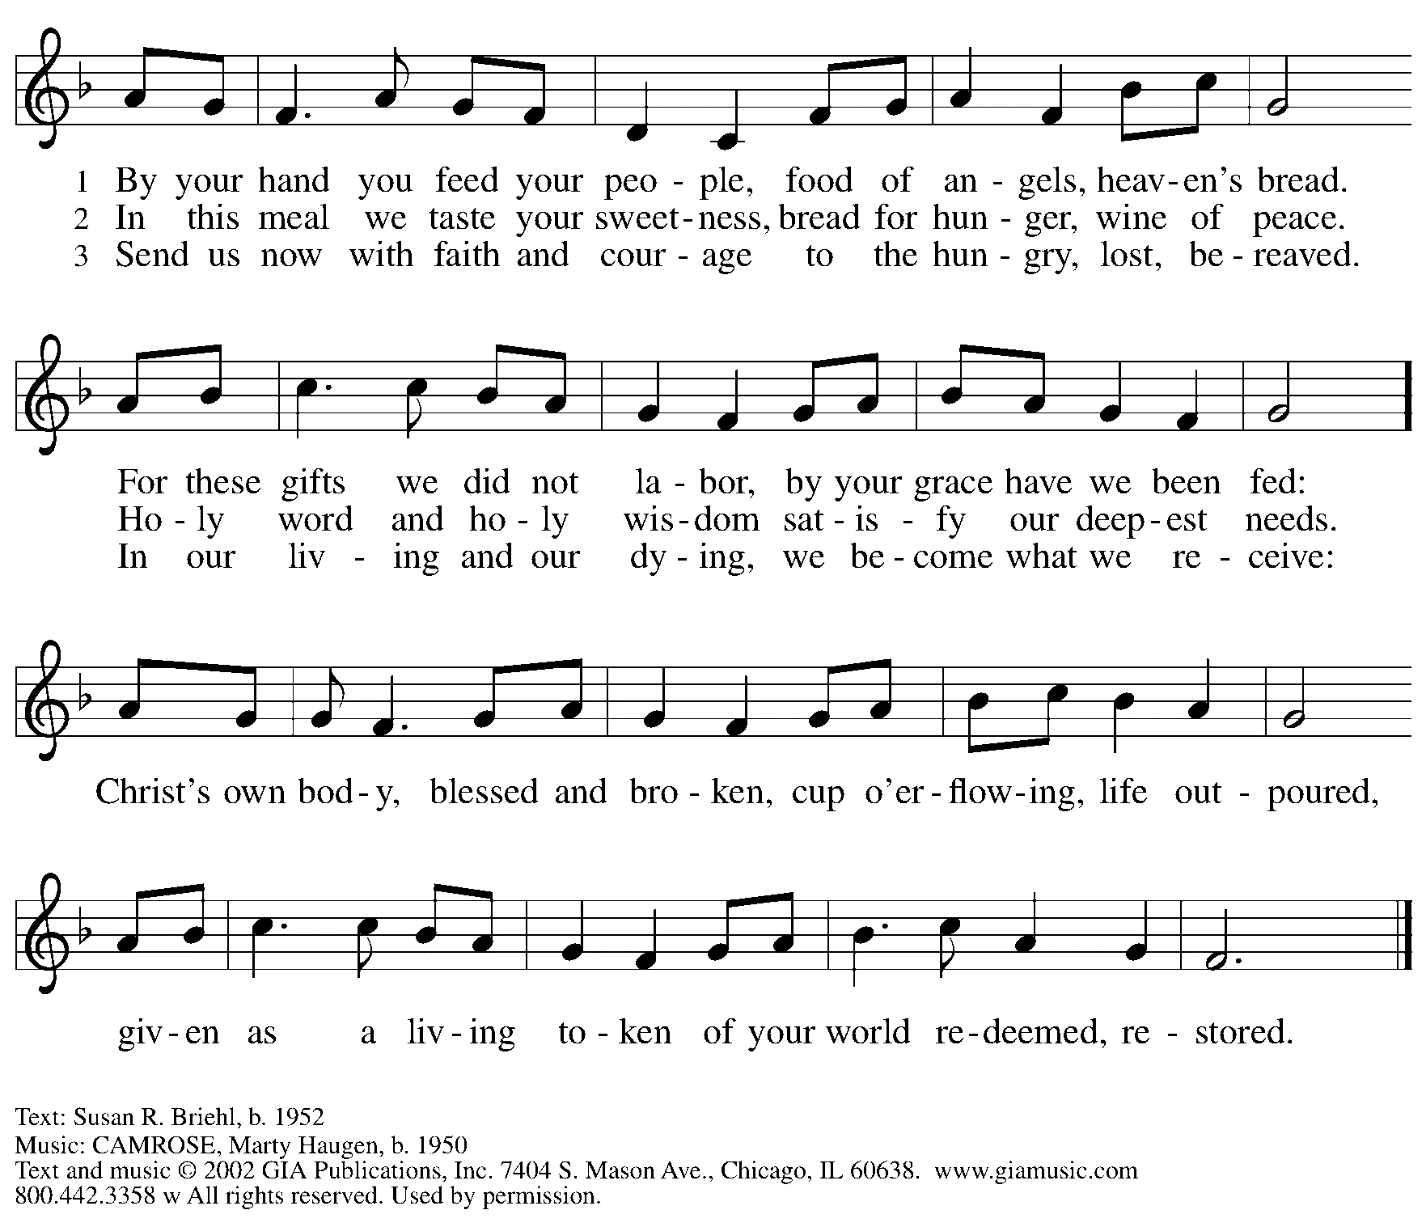 1 By your hand you feed your peo - ple, food of an - gels, heav - en's bread.
2 In this meal we taste your sweet - ness, bread for hun - ger, wine of peace.
3 Send us now with faith and cour - age to the hun - gry, lost, be - reaved.
For these gifts we did not la - bor, by your grace have we been fed:
Ho - ly word and ho - ly wis - dom sat - is - fy our deep - est needs.
In our liv - ing and our dy - ing, we be - come what we re - ceive:
Christ's own bod - y, blessed and bro - ken, cup o'er - flow - ing, life out - poured,
giv - en as a liv - ing to - ken of your world re - deemed, re - stored.
Text: Susan R. Briehl, b. 1952
Music: CAMROSE, Marty Haugen, b. 1950
Text and music © 2002 GIA Publications, Inc. 7404 S. Mason Ave., Chicago, IL 60638. www.giamusic.com
800.442.3358 w All rights reserved. Used by permission.